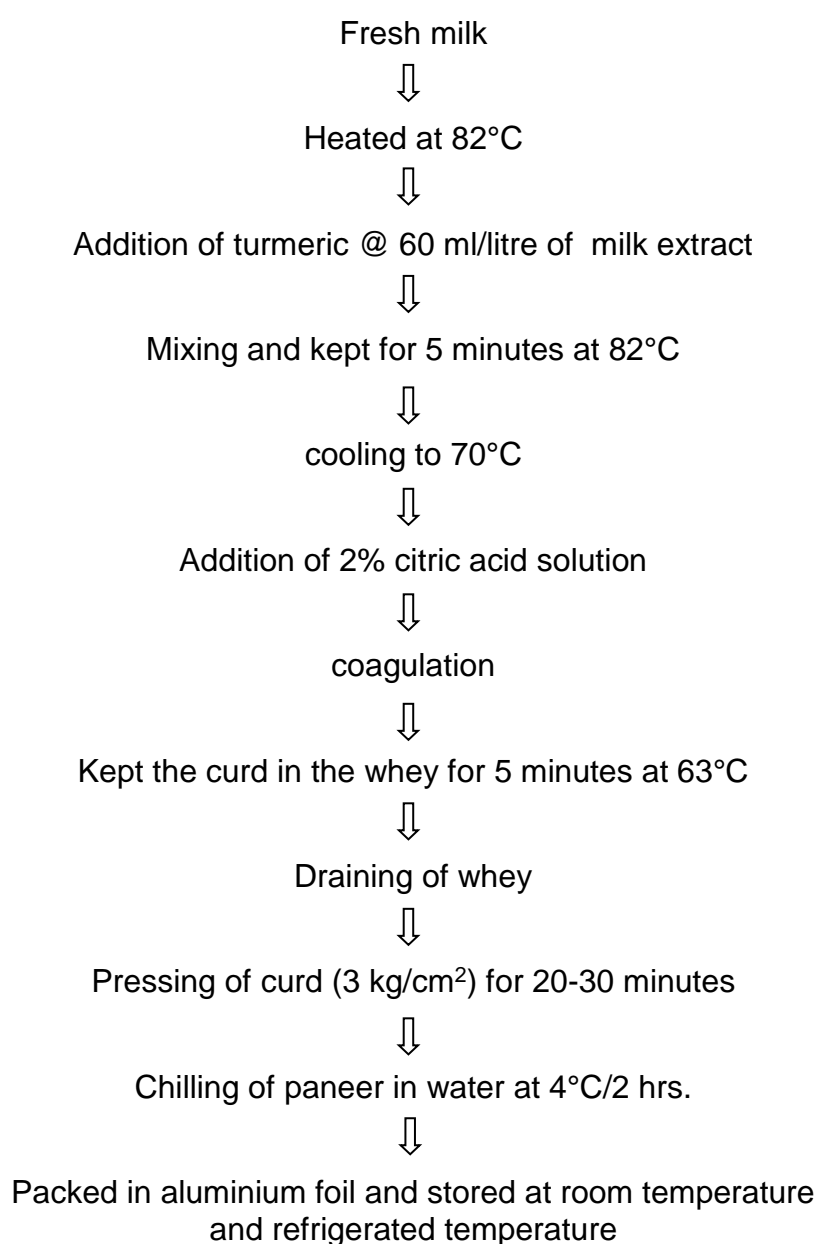 Fresh milk
⇩
Heated at 82°C
⇩
Addition of turmeric @ 60 ml/litre of  milk extract
⇩
Mixing and kept for 5 minutes at 82°C
⇩
cooling to 70°C
⇩
Addition of 2% citric acid solution
⇩
coagulation
⇩
Kept the curd in the whey for 5 minutes at 63°C
⇩
Draining of whey
⇩
Pressing of curd (3 kg/cm²) for 20-30 minutes
⇩
Chilling of paneer in water at 4°C/2 hrs.
⇩
Packed in aluminium foil and stored at room temperature
and refrigerated temperature